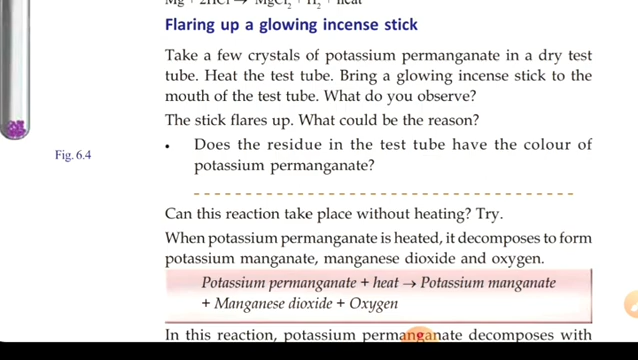 Mg + 2HCl → MgCl₂ + H₂ + heat
Flaring up a glowing incense stick
Take a few crystals of potassium permanganate in a dry test
tube. Heat the test tube. Bring a glowing incense stick to the
mouth of the test tube. What do you observe?
The stick flares up. What could be the reason?
• Does the residue in the test tube have the colour of
potassium permanganate?
Fig. 6.4
Can this reaction take place without heating? Try.
When potassium permanganate is heated, it decomposes to form
potassium manganate, manganese dioxide and oxygen.
Potassium permanganate + heat → Potassium manganate
+ Manganese dioxide + Oxygen
In this reaction, potassium permanganate decomposes with